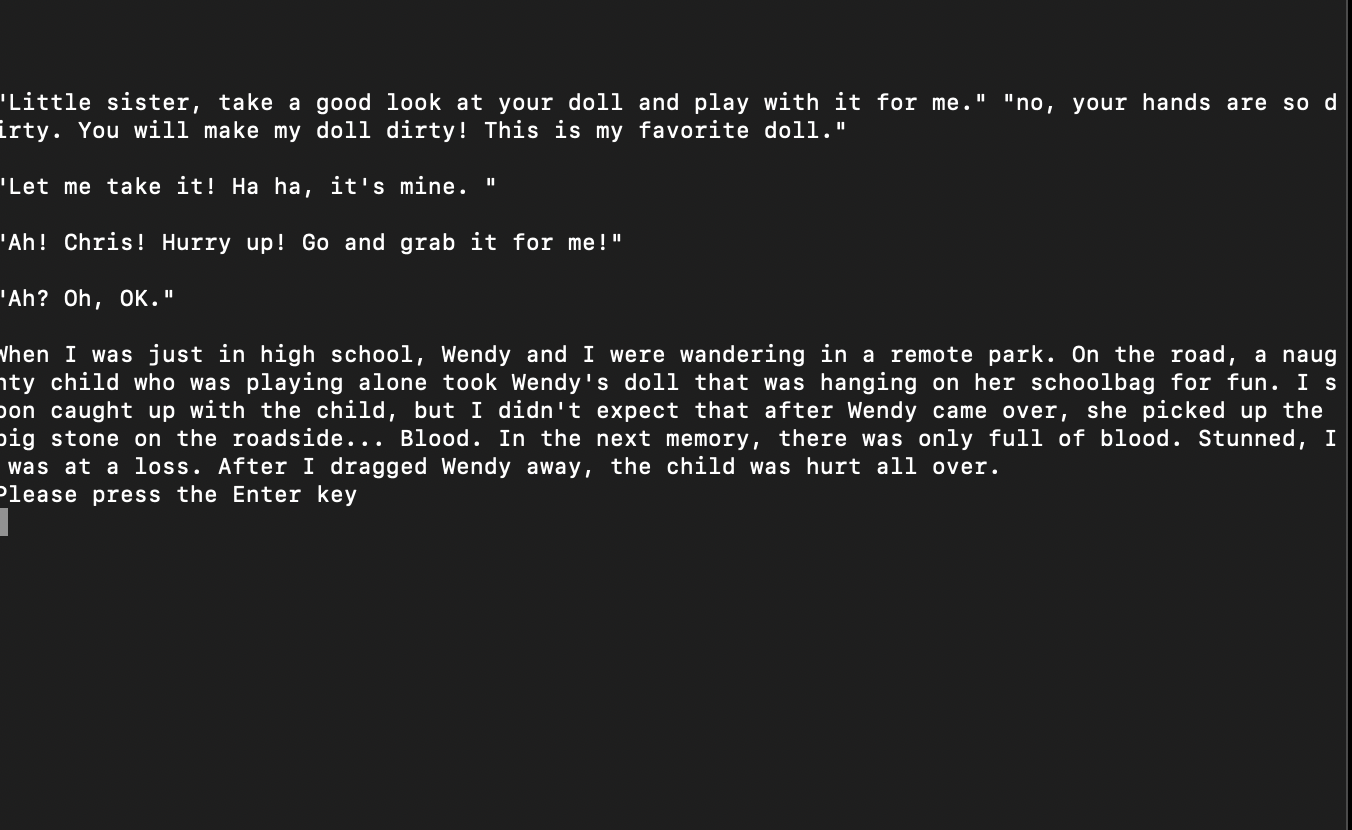 "Little sister, take a good look at your doll and play with it for me." "no, your hands are so d
irty. You will make my doll dirty! This is my favorite doll."
"Let me take it! Ha ha, it's mine. "
"Ah! Chris! Hurry up! Go and grab it for me!"
"Ah? Oh, OK."
When I was just in high school, Wendy and I were wandering in a remote park. On the road, a naug
hty child who was playing alone took Wendy's doll that was hanging on her schoolbag for fun. I s
oon caught up with the child, but I didn't expect that after Wendy came over, she picked up the
big stone on the roadside... Blood. In the next memory, there was only full of blood. Stunned, I
was at a loss. After I dragged Wendy away, the child was hurt all over.
Please press the Enter key